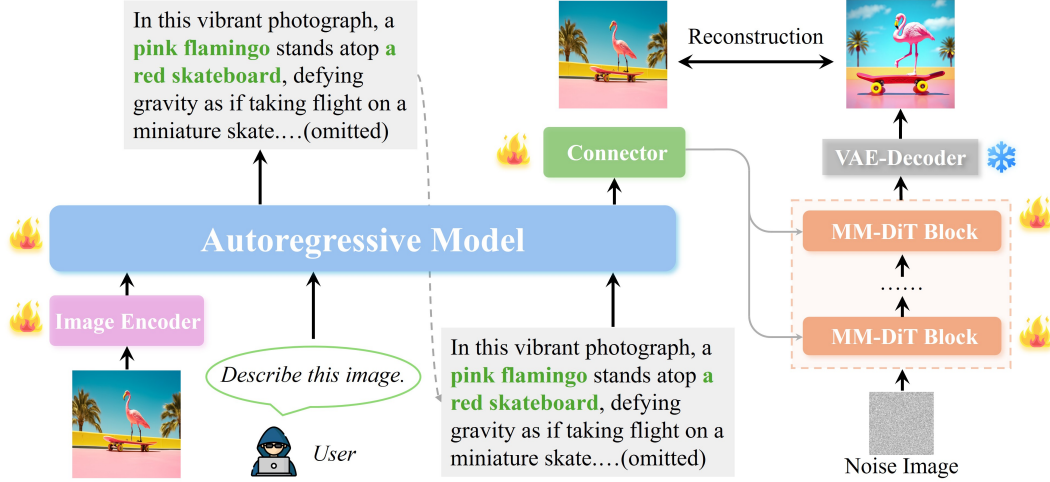 In this vibrant photograph, a
pink flamingo stands atop a
red skateboard, defying
gravity as if taking flight on a
miniature skate....(omitted)
Reconstruction
Connector
VAE-Decoder
Autoregressive Model
MM-DiT Block
......
MM-DiT Block
Image Encoder
Describe this image.
User
In this vibrant photograph, a
pink flamingo stands atop a
red skateboard, defying
gravity as if taking flight on a
miniature skate....(omitted)
Noise Image